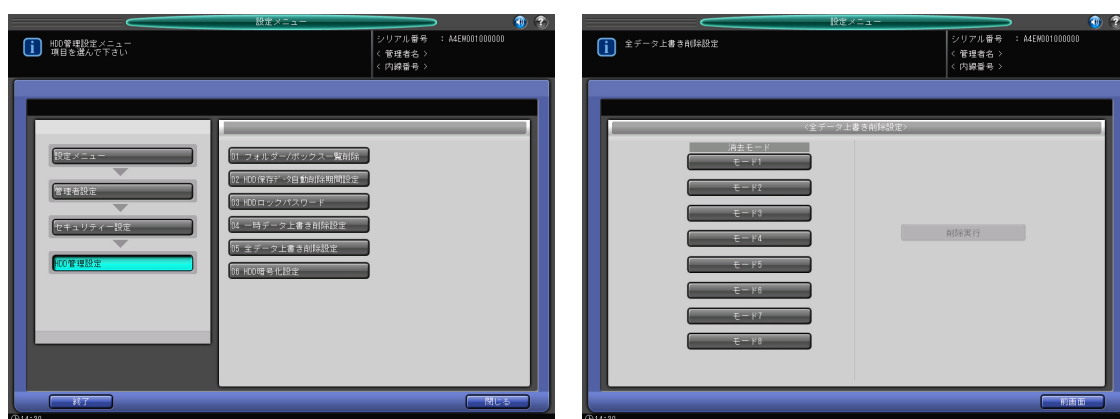 設定メニュー
HDD管理設定メニュー
項目を選んで下さい
シリアル番号 : A4EW001000000
< 管理者名 >
< 内線番号 >
設定メニュー
管理者設定
セキュリティー設定
HDD管理設定
01 フォルダー/ボックス一覧削除
02 HDD保存ﾃﾞｰﾀ自動削除期間設定
03 HDDロックパスワード
04 一時データ上書き削除設定
05 全データ上書き削除設定
06 HDD暗号化設定
終了
閉じる
設定メニュー
全データ上書き削除設定
シリアル番号 : A4EW001000000
< 管理者名 >
< 内線番号 >
<全データ上書き削除設定>
消去モード
モード1
モード2
モード3
モード4
モード5
モード6
モード7
モード8
削除実行
前画面